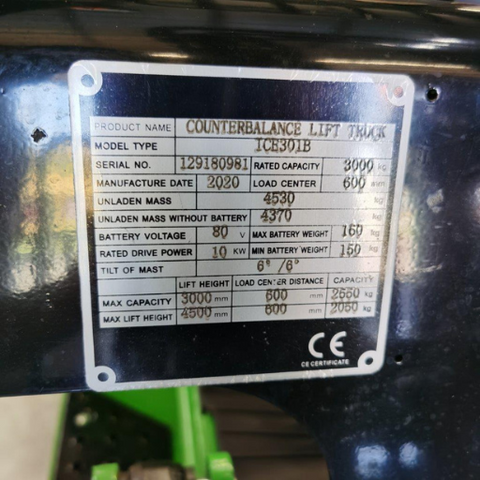 PRODUCT NAME COUNTERBALANCE LIFT TRUCK
MODEL TYPE ICE301B
SERIAL NO. 129180981 RATED CAPACITY 3000 kg
MANUFACTURE DATE 2020 LOAD CENTER 600 mm
UNLADEN MASS 4530 kg
UNLADEN MASS WITHOUT BATTERY 4370 kg
BATTERY VOLTAGE 80 V MAX BATTERY WEIGHT 160 kg
RATED DRIVE POWER 10 KW MIN BATTERY WEIGHT 150 kg
TILT OF MAST 6° /6°
LIFT HEIGHT LOAD CENTER DISTANCE CAPACITY
MAX CAPACITY 3000 mm 600 mm 2650 kg
MAX LIFT HEIGHT 4500 mm 600 mm 2050 kg
CE
CE CERTIFICATE